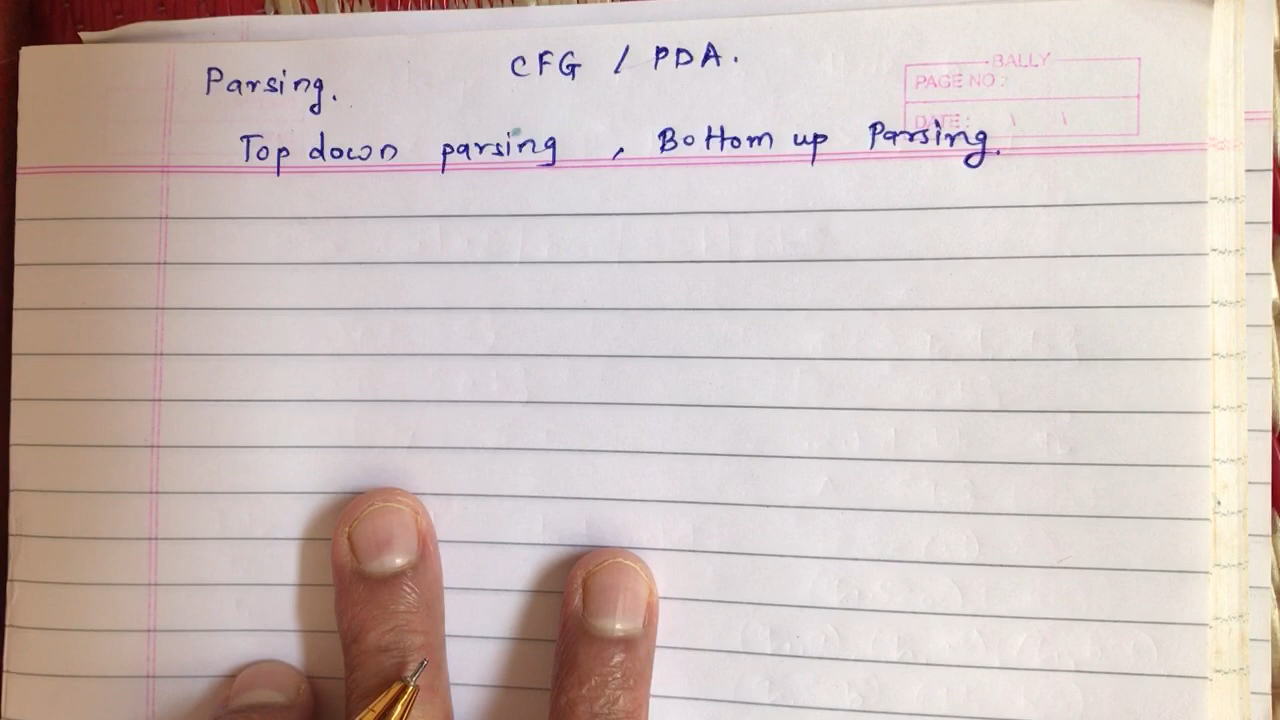 CFG / PDA.
Parsing.
BALLY
PAGE NO :
DATE :
Top down parsing , Bottom up Parsing.